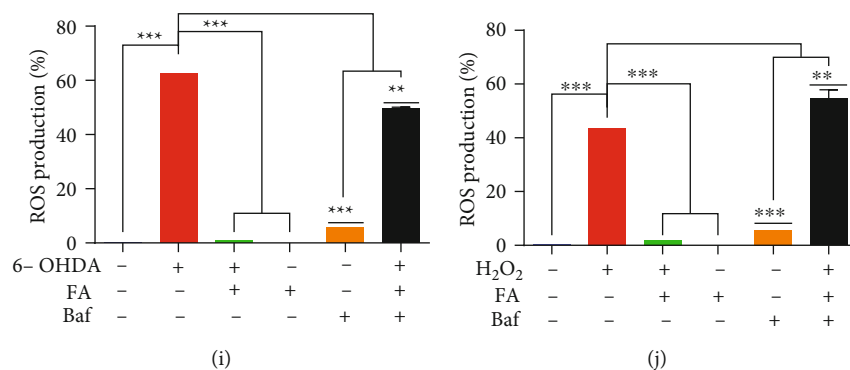 80
60
40
20
0
ROS production (%)
***
***
***
**
6– OHDA – + + – – +
FA – – + + – +
Baf – – – – + +
(i)
80
60
40
20
0
ROS production (%)
***
***
***
**
H₂O₂ – + + – – +
FA – – + + – +
Baf – – – – + +
(j)